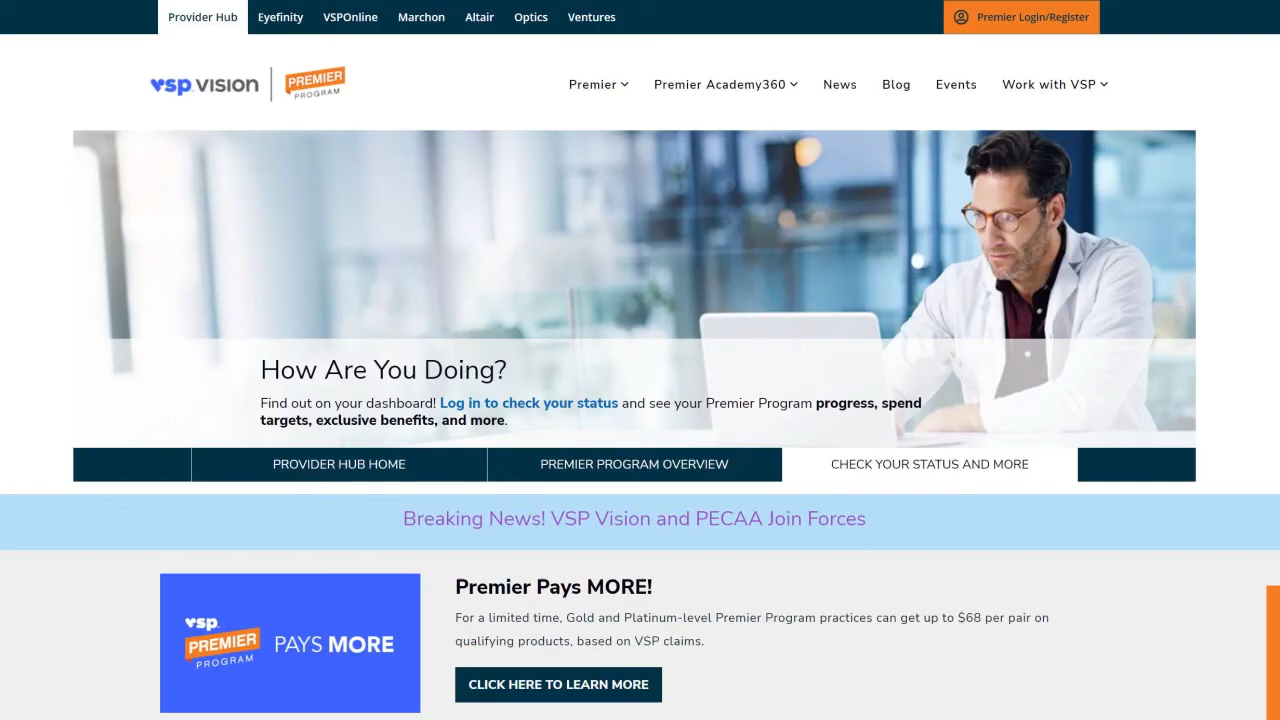 Provider Hub Eyefinity VSPOnline Marchon Altair Optics Ventures Premier Login/Register
vsp vision PREMIER PROGRAM
Premier Premier Academy360 News Blog Events Work with VSP
How Are You Doing?
Find out on your dashboard! Log in to check your status and see your Premier Program progress, spend
targets, exclusive benefits, and more.
PROVIDER HUB HOME PREMIER PROGRAM OVERVIEW CHECK YOUR STATUS AND MORE
Breaking News! VSP Vision and PECAA Join Forces
vsp
PREMIER
PROGRAM
PAYS MORE
Premier Pays MORE!
For a limited time, Gold and Platinum-level Premier Program practices can get up to $68 per pair on
qualifying products, based on VSP claims.
CLICK HERE TO LEARN MORE